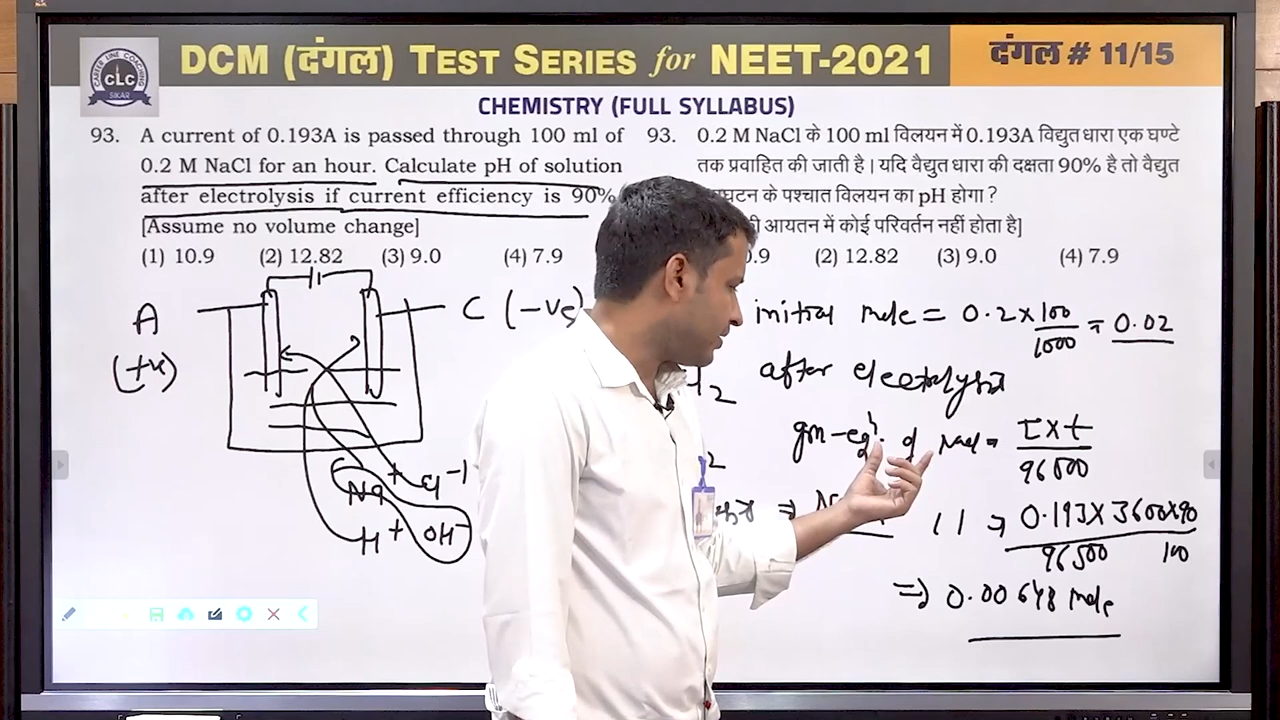 CAREER LINE COACHING
CLC
SIKAR
DCM (दंगल) TEST SERIES for NEET-2021
दंगल # 11/15
CHEMISTRY (FULL SYLLABUS)
93. A current of 0.193A is passed through 100 ml of
0.2 M NaCl for an hour. Calculate pH of solution
after electrolysis if current efficiency is 90%
[Assume no volume change]
(1) 10.9 (2) 12.82 (3) 9.0 (4) 7.9
93. 0.2 M NaCl के 100 ml विलयन में 0.193A विद्युत धारा एक घण्टे
तक प्रवाहित की जाती है। यदि वैद्युत धारा की दक्षता 90% है तो वैद्युत
के पश्चात विलयन का pH होगा ?
आयतन में कोई परिवर्तन नहीं होता है]
(2) 12.82 (3) 9.0 (4) 7.9
A
(+ve)
C (-ve)
Na+ Cl-1
H+ OH-
initial mole = 0.2 x 100/1000 = 0.02
after electrolysis
gm-eq. of NaCl = I x t / 96500
11 ⇒ 0.193 x 3600 x 90 / 96500 100
⇒ 0.00648 mole